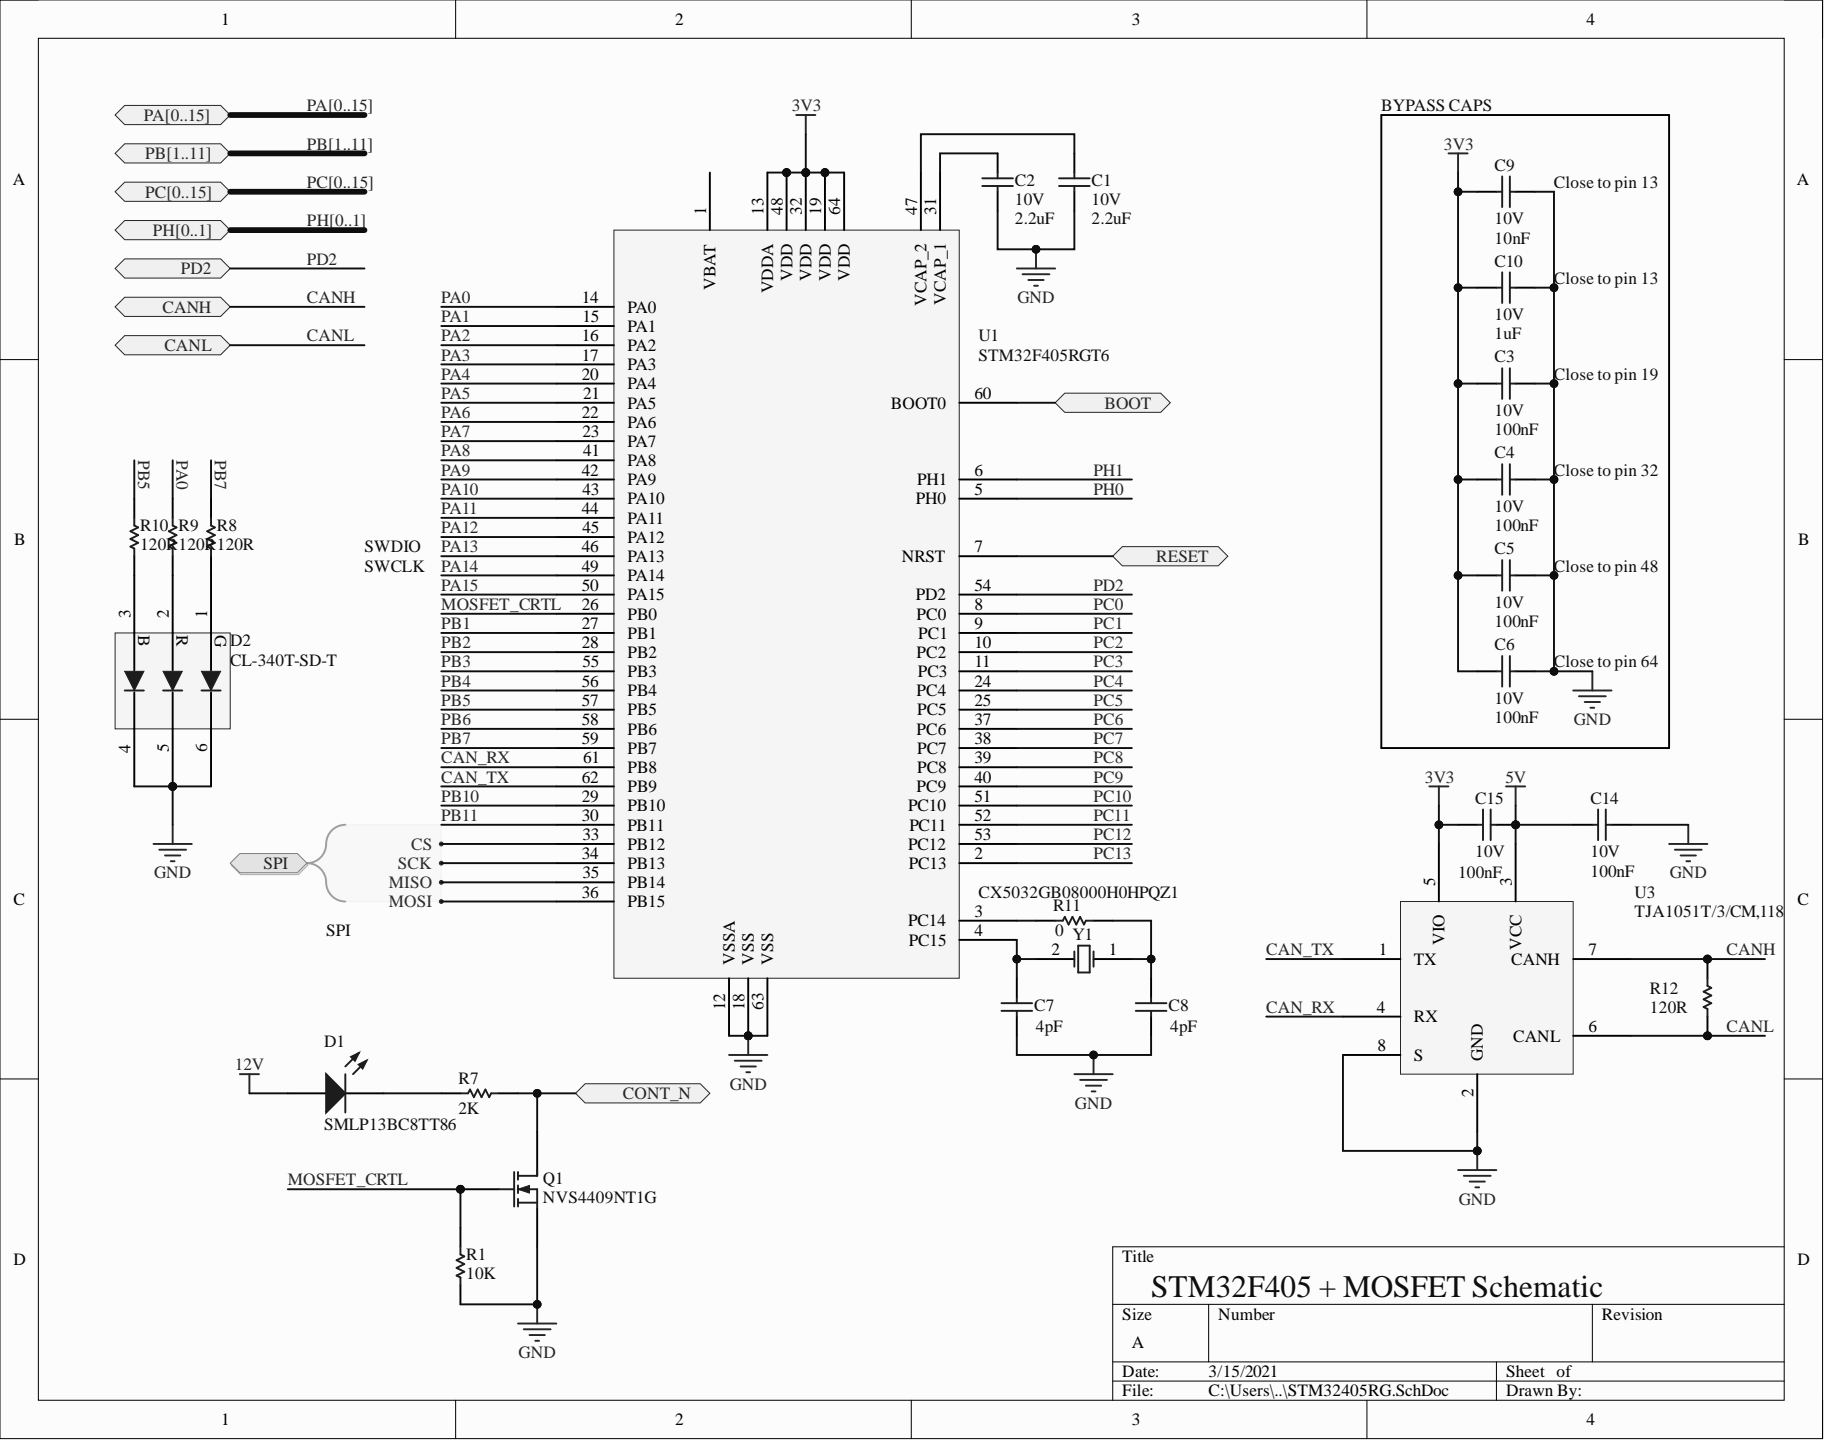 1 2 3 4
A
B
C
D
A
B
C
D
1 2 3 4
PA[0..15] PA[0..15]
PB[1..11] PB[1..11]
PC[0..15] PC[0..15]
PH[0..1] PH[0..1]
PD2 PD2
CANH CANH
CANL CANL
PB5
PA0
PB7
R10
120R
R9
120R
R8
120R
3
2
1
B
R
G
D2
CL-340T-SD-T
4
5
6
GND
3V3
1
13
48
32
19
64
47
31
VBAT
VDDA
VDD
VDD
VDD
VDD
VCAP_2
VCAP_1
C2
10V
2.2uF
C1
10V
2.2uF
GND
U1
STM32F405RGT6
PA0 14 PA0
PA1 15 PA1
PA2 16 PA2
PA3 17 PA3
PA4 20 PA4
PA5 21 PA5
PA6 22 PA6
PA7 23 PA7
PA8 41 PA8
PA9 42 PA9
PA10 43 PA10
PA11 44 PA11
PA12 45 PA12
SWDIO PA13 46 PA13
SWCLK PA14 49 PA14
PA15 50 PA15
MOSFET_CRTL 26 PB0
PB1 27 PB1
PB2 28 PB2
PB3 55 PB3
PB4 56 PB4
PB5 57 PB5
PB6 58 PB6
PB7 59 PB7
CAN_RX 61 PB8
CAN_TX 62 PB9
PB10 29 PB10
PB11 30 PB11
CS 33 PB12
SPI SCK 34 PB13
MISO 35 PB14
MOSI 36 PB15
SPI
BOOT0 60 BOOT
PH1 6 PH1
PH0 5 PH0
NRST 7 RESET
PD2 54 PD2
PC0 8 PC0
PC1 9 PC1
PC2 10 PC2
PC3 11 PC3
PC4 24 PC4
PC5 25 PC5
PC6 37 PC6
PC7 38 PC7
PC8 39 PC8
PC9 40 PC9
PC10 51 PC10
PC11 52 PC11
PC12 53 PC12
PC13 2 PC13
CX5032GB08000H0HPQZ1
PC14 3 R11
0
PC15 4 Y1
2 1
C7
4pF
C8
4pF
GND
VSSA
VSS
VSS
12
18
63
GND
BYPASS CAPS
3V3
C9
Close to pin 13
10V
10nF
C10
Close to pin 13
10V
1uF
C3
Close to pin 19
10V
100nF
C4
Close to pin 32
10V
100nF
C5
Close to pin 48
10V
100nF
C6
Close to pin 64
10V
100nF
GND
3V3 5V
C15
10V
100nF
C14
10V
100nF
GND
5
3
U3
TJA1051T/3/CM,118
VIO
VCC
CAN_TX 1 TX
CANH 7 CANH
R12
120R
CAN_RX 4 RX
CANL 6 CANL
8 S
GND
2
GND
12V
D1
SMLP13BC8TT86
R7
2K
CONT_N
MOSFET_CRTL
Q1
NVS4409NT1G
R1
10K
GND
Title
STM32F405 + MOSFET Schematic
Size Number Revision
A
Date: 3/15/2021 Sheet of
File: C:\Users\..\STM32405RG.SchDoc Drawn By: